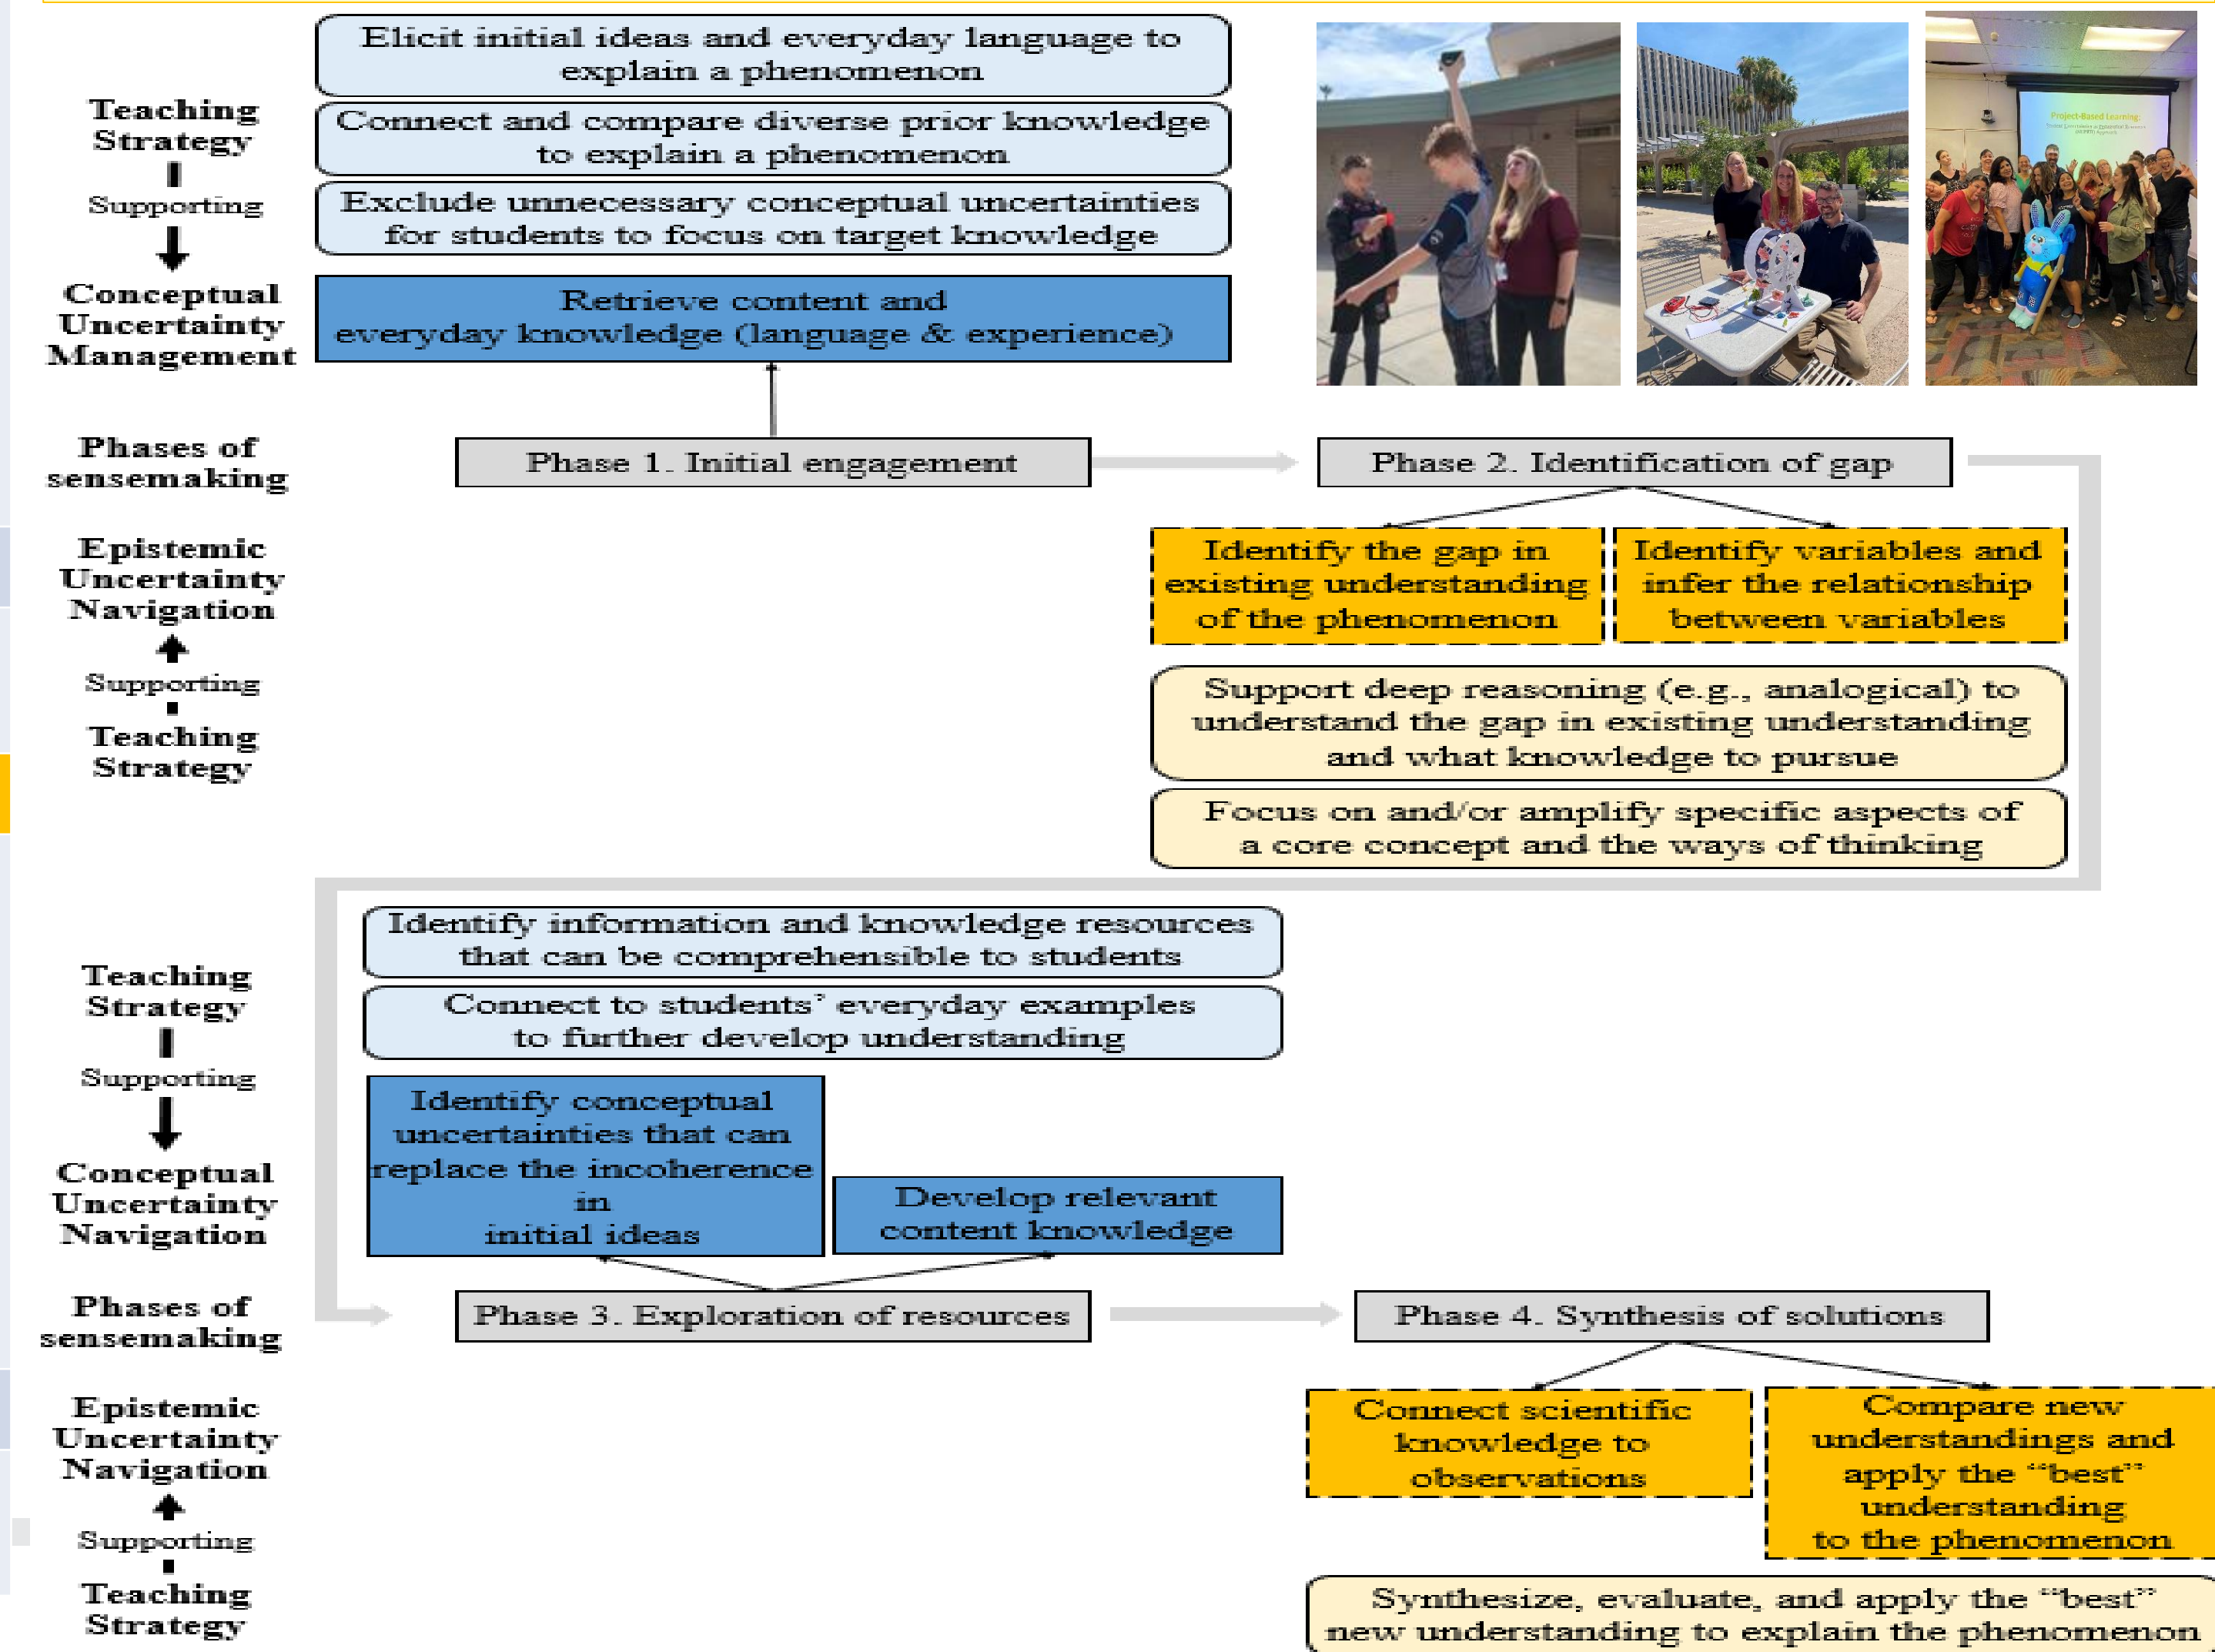 Elicit initial ideas and everyday language to
explain a phenomenon
Teaching
Strategy
Connect and compare diverse prior knowledge
to explain a phenomenon
Supporting
Exclude unnecessary conceptual uncertainties
for students to focus on target knowledge
Conceptual
Uncertainty
Management
Retrieve content and
everyday knowledge (language & experience)
Project-Based Learning:
Phases of
sensemaking
Phase 1. Initial engagement
Phase 2. Identification of gap
Epistemic
Uncertainty
Navigation
Identify the gap in
existing understanding
of the phenomenon
Identify variables and
infer the relationship
between variables
Supporting
Teaching
Strategy
Support deep reasoning (e.g., analogical) to
understand the gap in existing understanding
and what knowledge to pursue
Focus on and/or amplify specific aspects of
a core concept and the ways of thinking
Identify information and knowledge resources
that can be comprehensible to students
Teaching
Strategy
Connect to students’ everyday examples
to further develop understanding
Supporting
Conceptual
Uncertainty
Navigation
Identify conceptual
uncertainties that can
replace the incoherence
in
initial ideas
Develop relevant
content knowledge
Phases of
sensemaking
Phase 3. Exploration of resources
Phase 4. Synthesis of solutions
Epistemic
Uncertainty
Navigation
Connect scientific
knowledge to
observations
Compare new
understandings and
apply the “best”
understanding
to the phenomenon
Supporting
Teaching
Strategy
Synthesize, evaluate, and apply the “best”
new understanding to explain the phenomenon